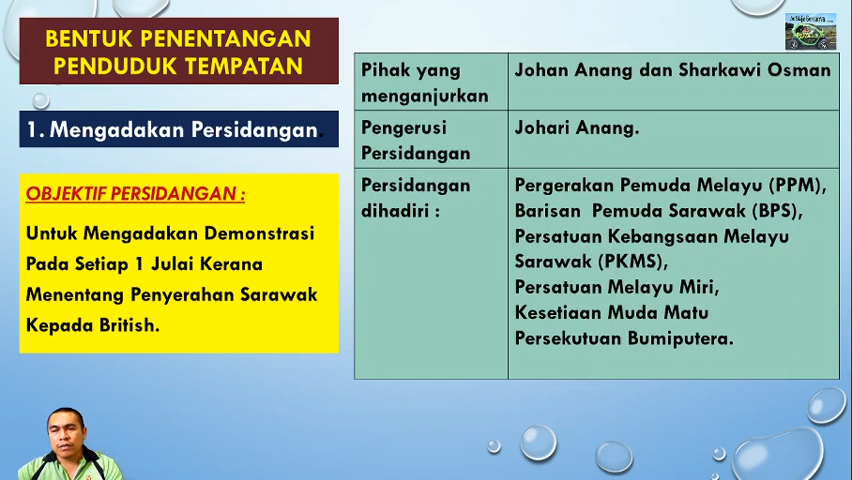 BENTUK PENENTANGAN
PENDUDUK TEMPATAN
1. Mengadakan Persidangan.
OBJEKTIF PERSIDANGAN :
Untuk Mengadakan Demonstrasi
Pada Setiap 1 Julai Kerana
Menentang Penyerahan Sarawak
Kepada British.
Pihak yang
menganjurkan
Johan Anang dan Sharkawi Osman
Pengerusi
Persidangan
Johari Anang.
Persidangan
dihadiri :
Pergerakan Pemuda Melayu (PPM),
Barisan Pemuda Sarawak (BPS),
Persatuan Kebangsaan Melayu
Sarawak (PKMS),
Persatuan Melayu Miri,
Kesetiaan Muda Matu
Persekutuan Bumiputera.